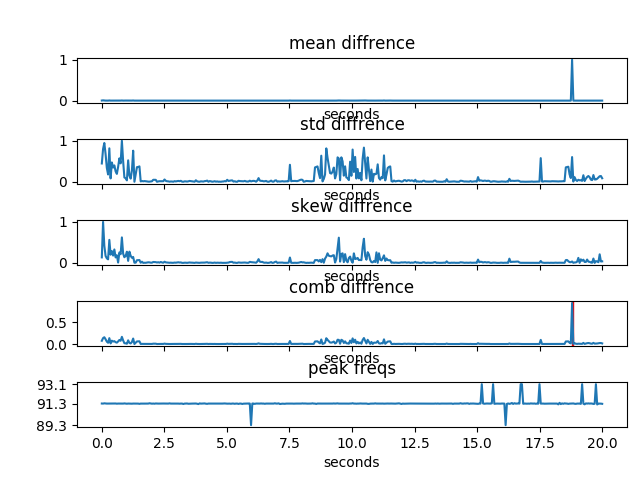 mean diffrence
1
0
seconds
std diffrence
1
0
seconds
skew diffrence
1
0
seconds
comb diffrence
0.5
0.0
seconds
peak freqs
93.1
91.3
89.3
0.0 2.5 5.0 7.5 10.0 12.5 15.0 17.5 20.0
seconds